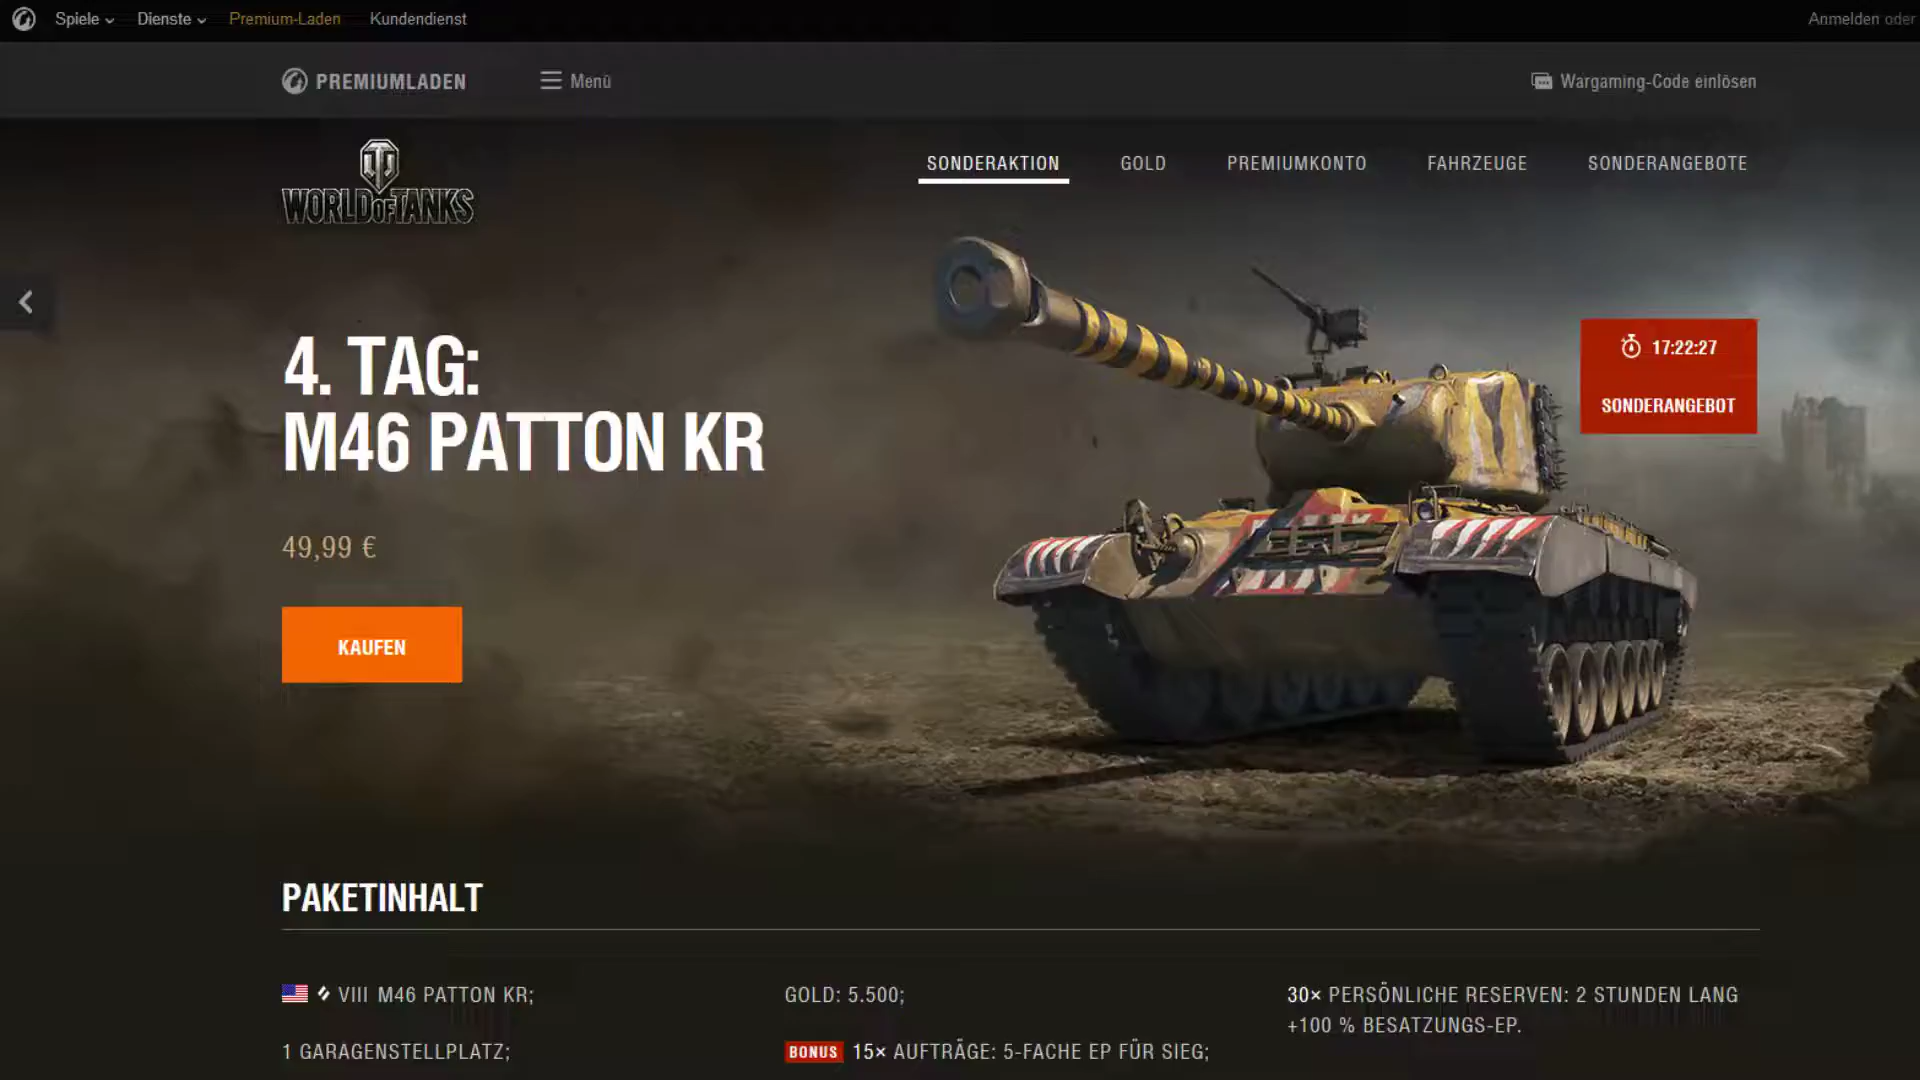 Spiele
Dienste
Premium-Laden
Kundendienst
Anmelden oder
PREMIUMLADEN
Menü
Wargaming-Code einlösen
WORLD OF TANKS
SONDERAKTION
GOLD
PREMIUMKONTO
FAHRZEUGE
SONDERANGEBOTE
4. TAG:
M46 PATTON KR
17:22:27
SONDERANGEBOT
49,99 €
KAUFEN
PAKETINHALT
VIII M46 PATTON KR;
1 GARAGENSTELLPLATZ;
GOLD: 5.500;
BONUS 15× AUFTRÄGE: 5-FACHE EP FÜR SIEG;
30× PERSÖNLICHE RESERVEN: 2 STUNDEN LANG
+100 % BESATZUNGS-EP.